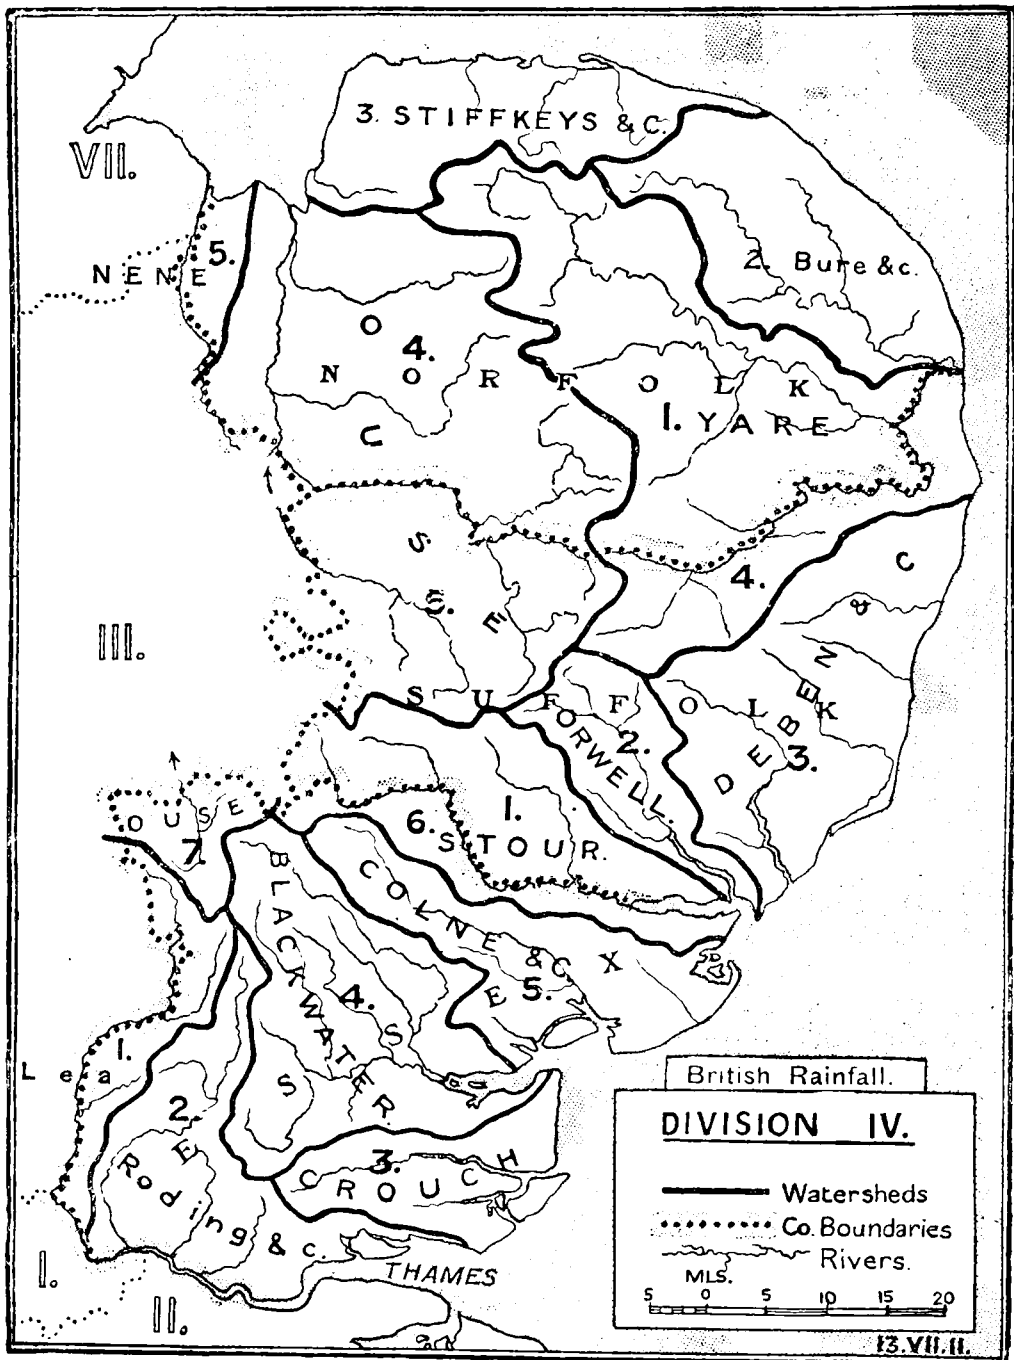 3. STIFFKEYS & C.
VII.
5.
NENE
2. Bure &c.
4.
NORFOLK
1. YARE
OUSE
III.
5.
4.
SUFFOLK
DEBEN & C
3.
ORWELL.
2.
1.
STOUR.
6.
OUSE
7.
COLNE &C
5.
BLACKWATER.
4.
ESSEX
1.
Lea
2.
Roding & c.
3.
CROUCH
THAMES
I.
II.
British Rainfall.
DIVISION IV.
Watersheds
Co. Boundaries
Rivers.
MLS.
5 0 5 10 15 20
13.VII.11.